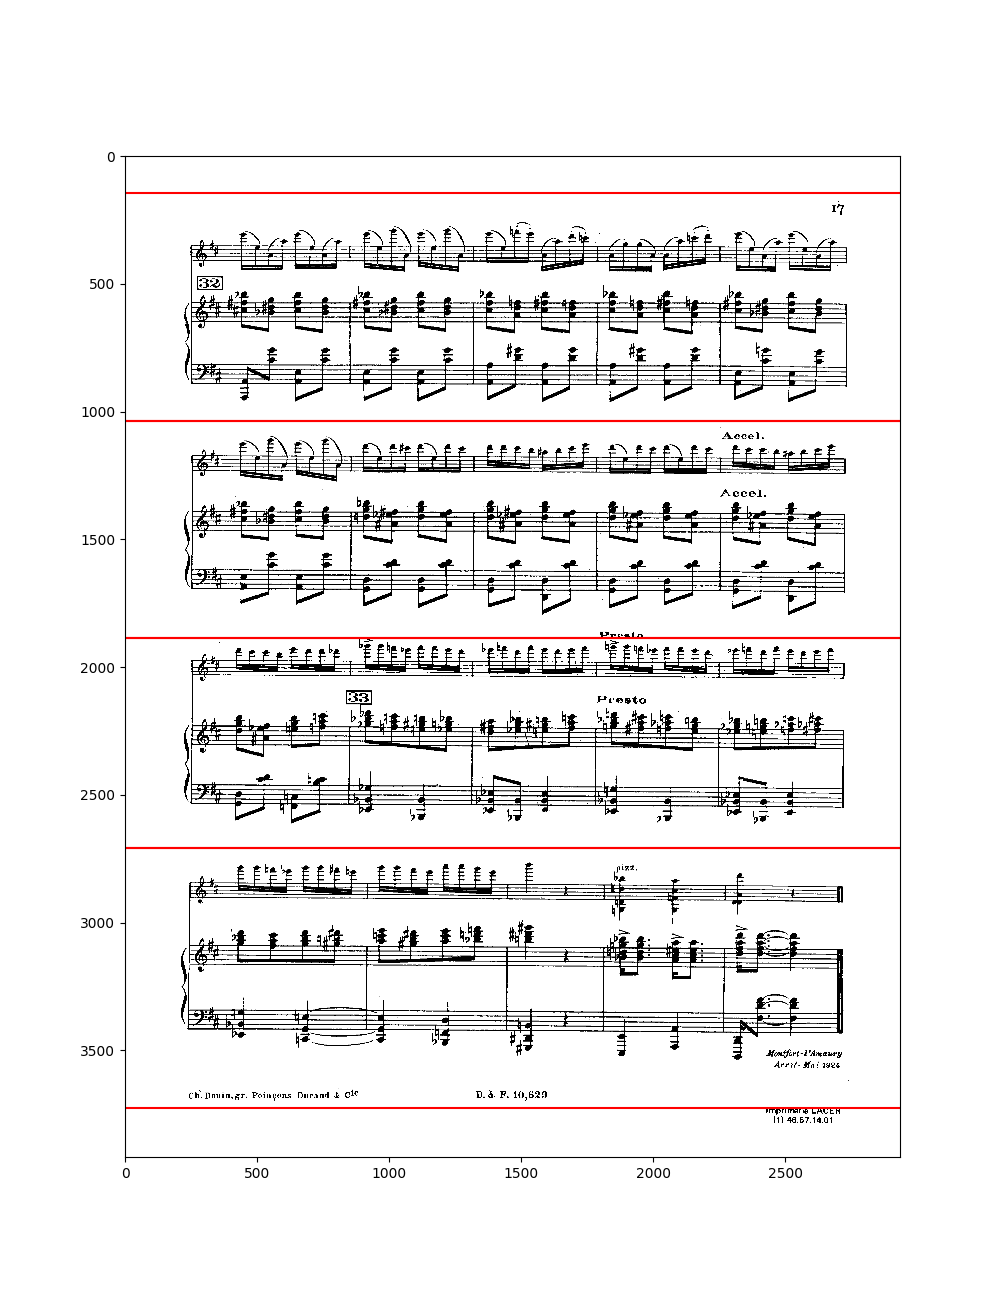 0
17
32
500
1000
Accel.
Accel.
1500
Presto
2000
33
Presto
2500
pizz.
3000
3500
Montfort-l'Amaury
Avril-Mai 1924
Ch. Douin, gr. Poinçons Durand & Cie
D. & F. 10,629
Imprimerie LACER
(1) 46.67.14.01
0
500
1000
1500
2000
2500